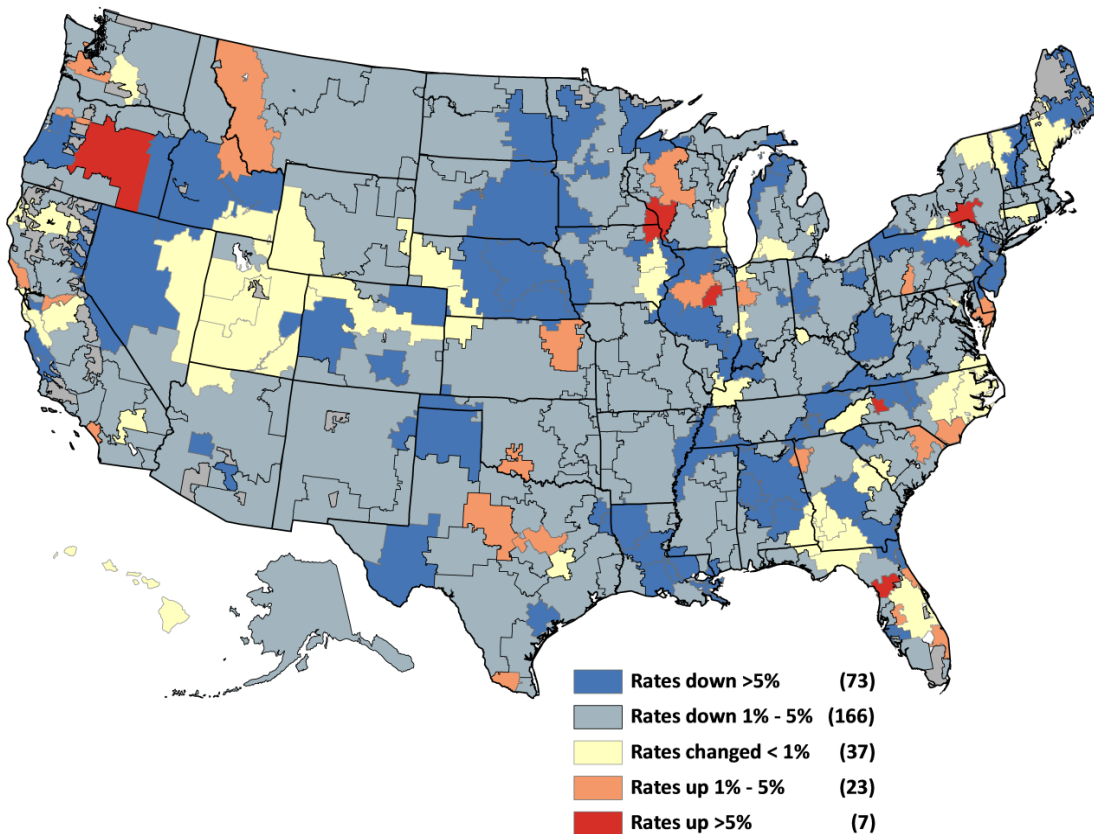 Rates down >5% (73)
Rates down 1% - 5% (166)
Rates changed < 1% (37)
Rates up 1% - 5% (23)
Rates up >5% (7)